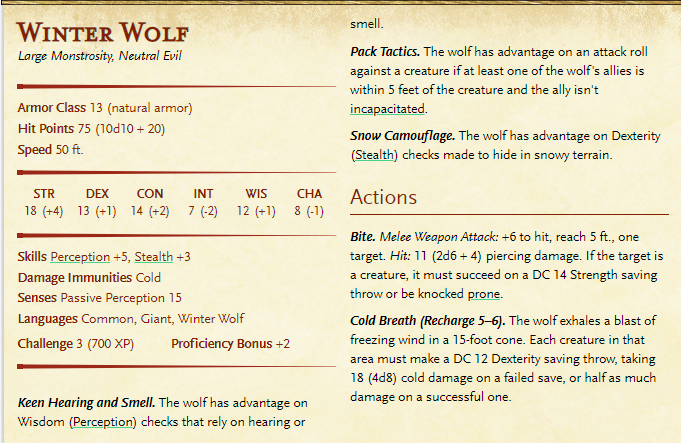 WINTER WOLF
Large Monstrosity, Neutral Evil
Armor Class 13 (natural armor)
Hit Points 75 (10d10 + 20)
Speed 50 ft.
STR DEX CON INT WIS CHA
18 (+4) 13 (+1) 14 (+2) 7 (-2) 12 (+1) 8 (-1)
Skills Perception +5, Stealth +3
Damage Immunities Cold
Senses Passive Perception 15
Languages Common, Giant, Winter Wolf
Challenge 3 (700 XP) Proficiency Bonus +2
Keen Hearing and Smell. The wolf has advantage on
Wisdom (Perception) checks that rely on hearing or
smell.
Pack Tactics. The wolf has advantage on an attack roll
against a creature if at least one of the wolf's allies is
within 5 feet of the creature and the ally isn't
incapacitated.
Snow Camouflage. The wolf has advantage on Dexterity
(Stealth) checks made to hide in snowy terrain.
Actions
Bite. Melee Weapon Attack: +6 to hit, reach 5 ft., one
target. Hit: 11 (2d6 + 4) piercing damage. If the target is
a creature, it must succeed on a DC 14 Strength saving
throw or be knocked prone.
Cold Breath (Recharge 5–6). The wolf exhales a blast of
freezing wind in a 15-foot cone. Each creature in that
area must make a DC 12 Dexterity saving throw, taking
18 (4d8) cold damage on a failed save, or half as much
damage on a successful one.